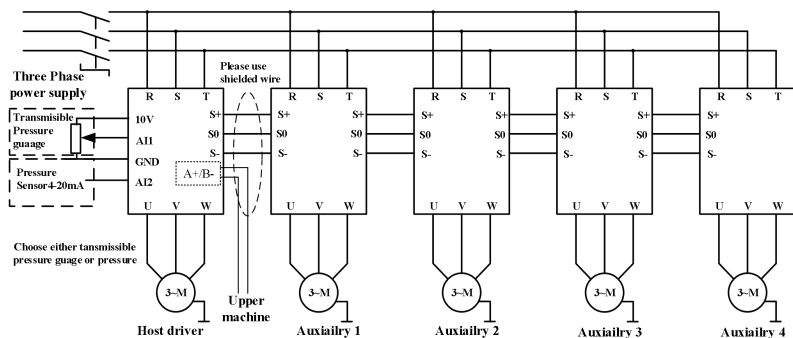 Three Phase
power supply
Please use
shielded wire
R S T
R S T
R S T
R S T
R S T
Transmisible
Pressure
guaage
10V
AI1
GND
AI2
Pressure
Sensor4-20mA
S+
S0
S-
A+/B-
S+
S0
S-
S+
S0
S-
S+
S0
S-
S+
S0
S-
U V W
U V W
U V W
U V W
U V W
Choose either tansmissible
pressure guage or pressure
3~M
3~M
3~M
3~M
3~M
Upper
machine
Host driver
Auxiailry 1
Auxiailry 2
Auxiailry 3
Auxiailry 4